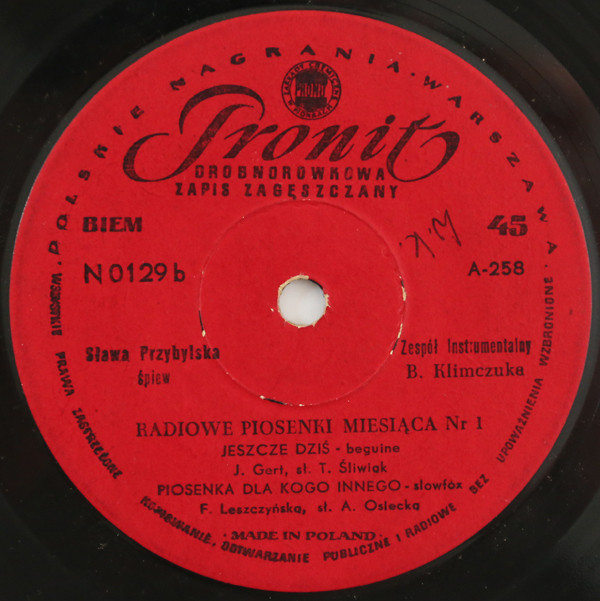 POLSKIE NAGRANIA · WARSZAWA · WSZELKIE PRAWA ZASTRZEŻONE KOPIOWANIE, ODTWARZANIE PUBLICZNE I RADIOWE BEZ UPOWAŻNIENIA WZBRONIONE
PRONIT
Pronit
DROBNOROWKOWA
ZAPIS ZAGĘSZCZANY
BIEM
45
N 0129 b
A-258
Sława Przybylska
śpiew
Zespół Instrumentalny
B. Klimczuka
RADIOWE PIOSENKI MIESIĄCA Nr 1
JESZCZE DZIŚ - beguine
J. Gert, sł. T. Śliwiak
PIOSENKA DLA KOGO INNEGO - slowfox
F. Leszczyńską, sł. A. Osiecką
· MADE IN POLAND ·